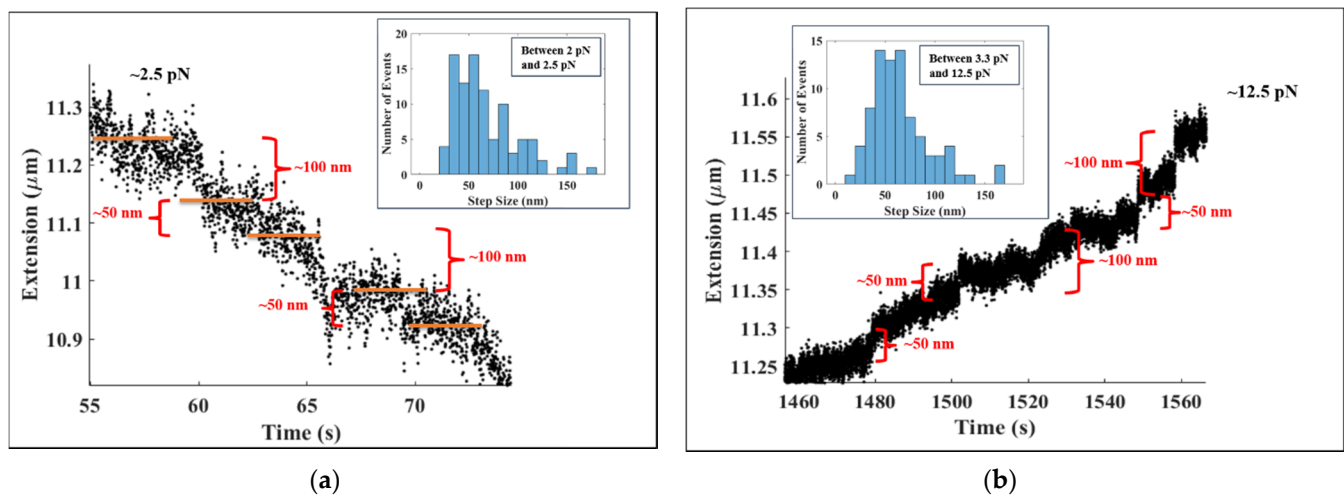 ~2.5 pN
Extension (μm)
11.3
11.2
11.1
11
10.9
55
60
65
70
Time (s)
~100 nm
~50 nm
~100 nm
~50 nm
Number of Events
20
15
10
5
0
0
50
100
150
Step Size (nm)
Between 2 pN
and 2.5 pN
(a)
~12.5 pN
Extension (μm)
11.6
11.55
11.5
11.45
11.4
11.35
11.3
11.25
1460
1480
1500
1520
1540
1560
Time (s)
~100 nm
~50 nm
~50 nm
~100 nm
~50 nm
Number of Events
15
10
5
0
0
50
100
150
Step Size (nm)
Between 3.3 pN
and 12.5 pN
(b)